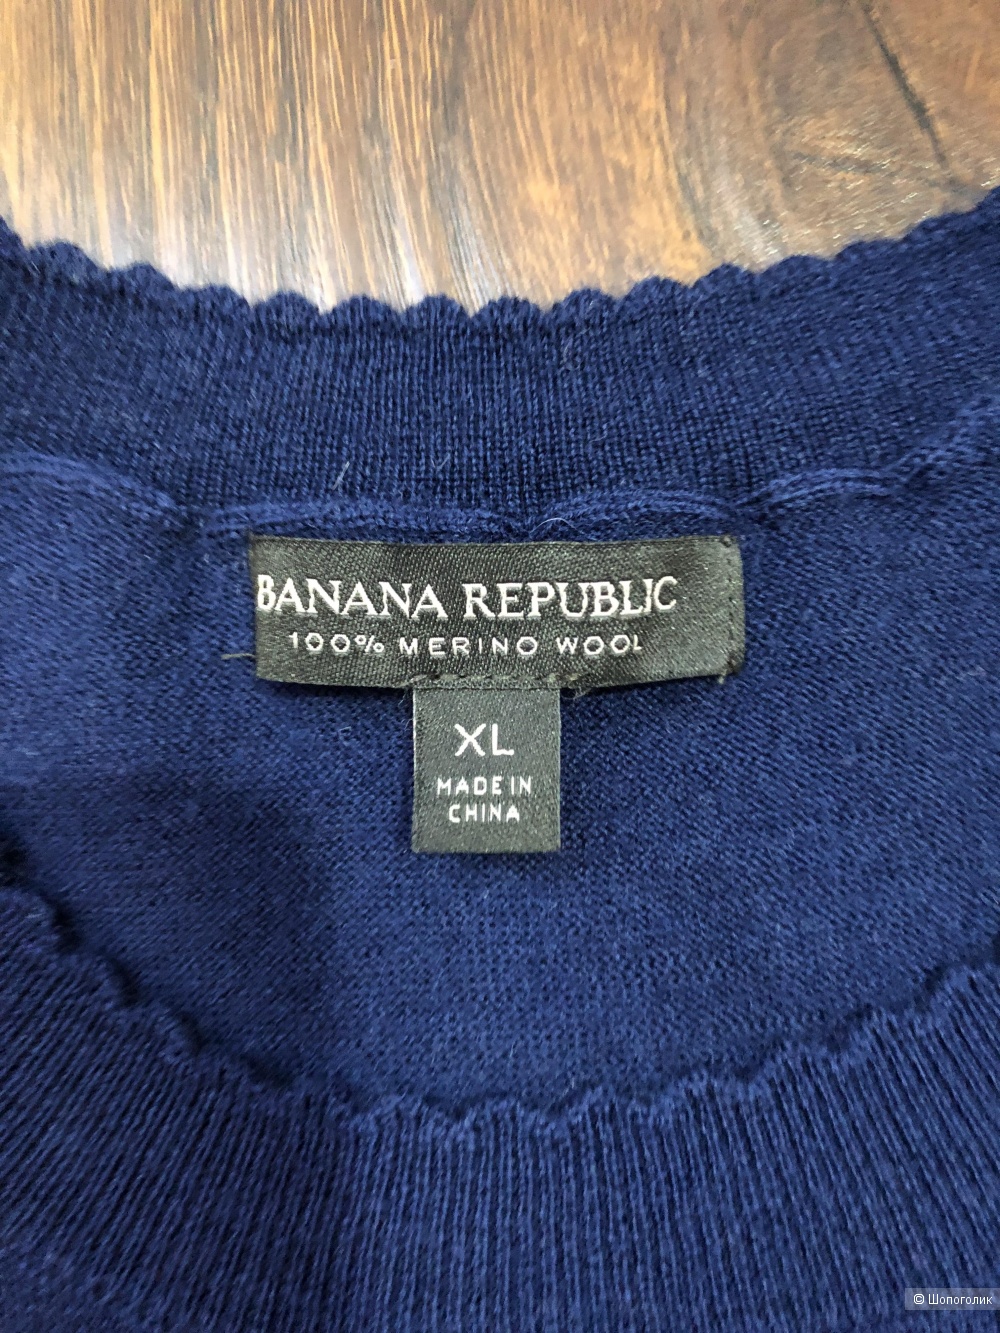 BANANA REPUBLIC
100% MERINO WOOL
XL
MADE IN
CHINA
© Шопоголик